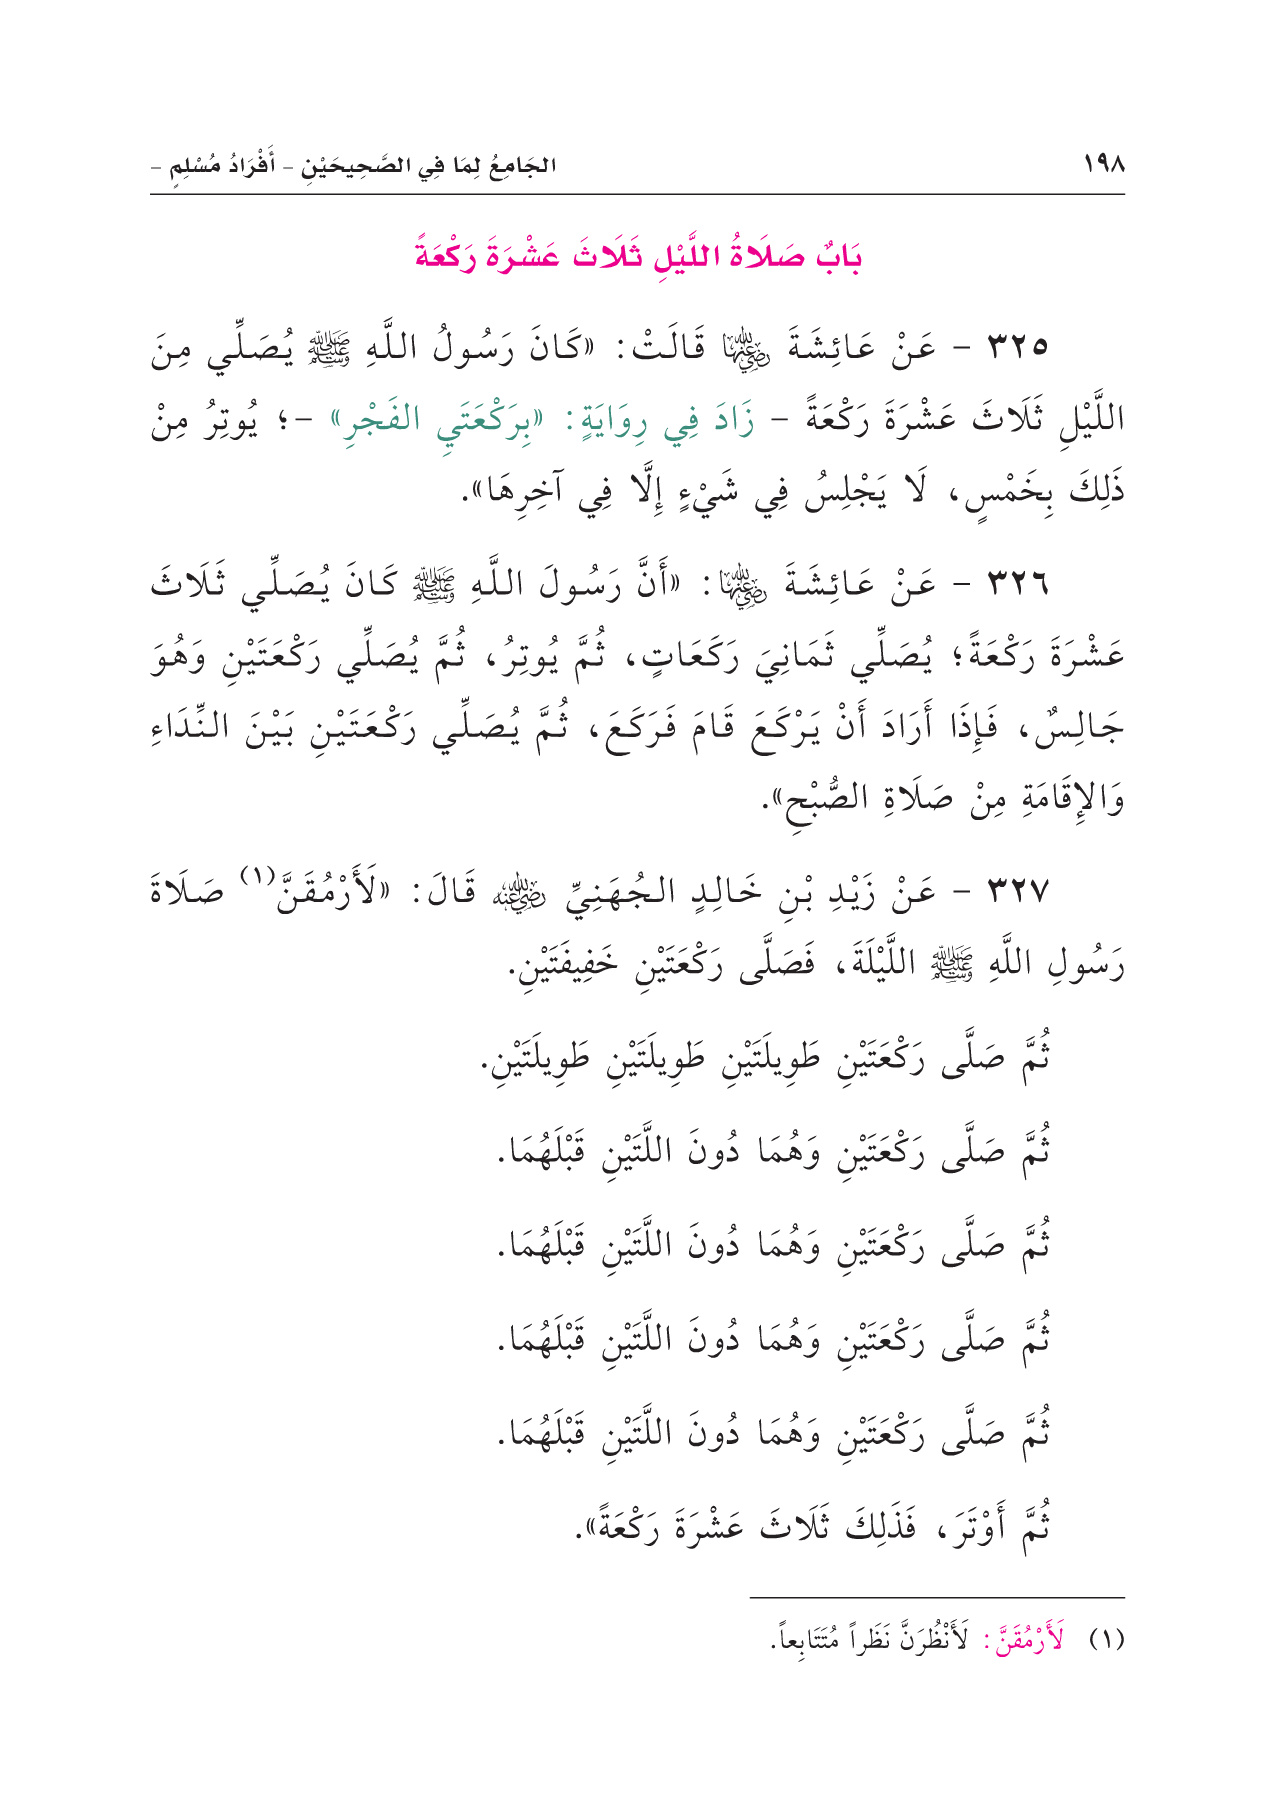 ١٩٨
الجَامِعُ لِمَا فِي الصَّحِيحَيْنِ - أَفْرَادُ مُسْلِمٍ -
بَابٌ صَلَاةُ اللَّيْلِ ثَلَاثَ عَشْرَةَ رَكْعَةً
٣٢٥ - عَنْ عَائِشَةَ رضي الله عنها قَالَتْ: «كَانَ رَسُولُ اللَّهِ ﷺ يُصَلِّي مِنَ
اللَّيْلِ ثَلَاثَ عَشْرَةَ رَكْعَةً - زَادَ فِي رِوَايَةٍ: «بِرَكْعَتَيِ الفَجْرِ» -؛ يُوتِرُ مِنْ
ذَلِكَ بِخَمْسٍ، لَا يَجْلِسُ فِي شَيْءٍ إِلَّا فِي آخِرِهَا».
٣٢٦ - عَنْ عَائِشَةَ رضي الله عنها: «أَنَّ رَسُولَ اللَّهِ ﷺ كَانَ يُصَلِّي ثَلَاثَ
عَشْرَةَ رَكْعَةً؛ يُصَلِّي ثَمَانِيَ رَكَعَاتٍ، ثُمَّ يُوتِرُ، ثُمَّ يُصَلِّي رَكْعَتَيْنِ وَهُوَ
جَالِسٌ، فَإِذَا أَرَادَ أَنْ يَرْكَعَ قَامَ فَرَكَعَ، ثُمَّ يُصَلِّي رَكْعَتَيْنِ بَيْنَ النِّدَاءِ
وَالإِقَامَةِ مِنْ صَلَاةِ الصُّبْحِ».
٣٢٧ - عَنْ زَيْدِ بْنِ خَالِدٍ الجُهَنِيِّ رضي الله عنه قَالَ: «لَأَرْمُقَنَّ(١) صَلَاةَ
رَسُولِ اللَّهِ ﷺ اللَّيْلَةَ، فَصَلَّى رَكْعَتَيْنِ خَفِيفَتَيْنِ.
ثُمَّ صَلَّى رَكْعَتَيْنِ طَوِيلَتَيْنِ طَوِيلَتَيْنِ طَوِيلَتَيْنِ.
ثُمَّ صَلَّى رَكْعَتَيْنِ وَهُمَا دُونَ اللَّتَيْنِ قَبْلَهُمَا.
ثُمَّ صَلَّى رَكْعَتَيْنِ وَهُمَا دُونَ اللَّتَيْنِ قَبْلَهُمَا.
ثُمَّ صَلَّى رَكْعَتَيْنِ وَهُمَا دُونَ اللَّتَيْنِ قَبْلَهُمَا.
ثُمَّ صَلَّى رَكْعَتَيْنِ وَهُمَا دُونَ اللَّتَيْنِ قَبْلَهُمَا.
ثُمَّ أَوْتَرَ، فَذَلِكَ ثَلَاثَ عَشْرَةَ رَكْعَةً».
(١) لَأَرْمُقَنَّ: لَأَنْظُرَنَّ نَظَراً مُتَتَابِعاً.